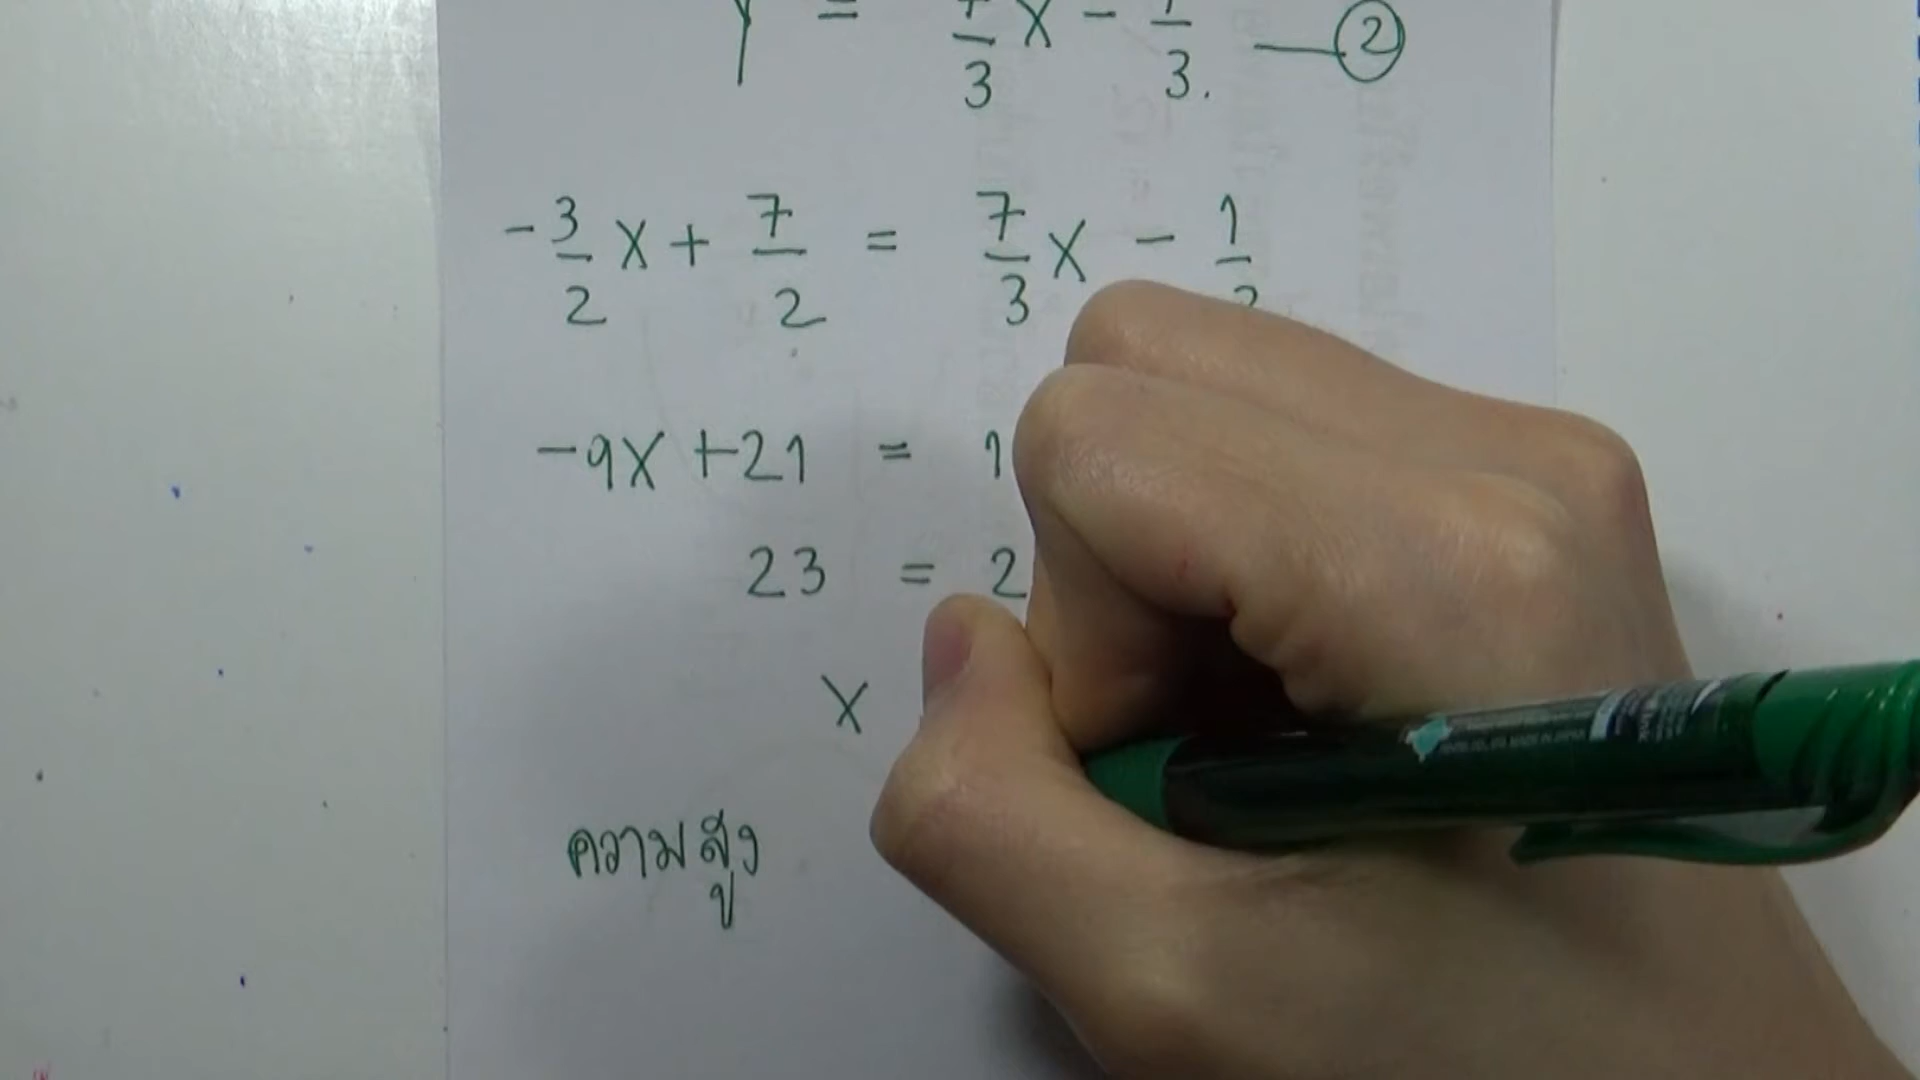 y = 7/3 x - 1/3. — ②
-3/2 x + 7/2 = 7/3 x - 1/
-9x + 21 = 1
23 = 2
x
ความสูง